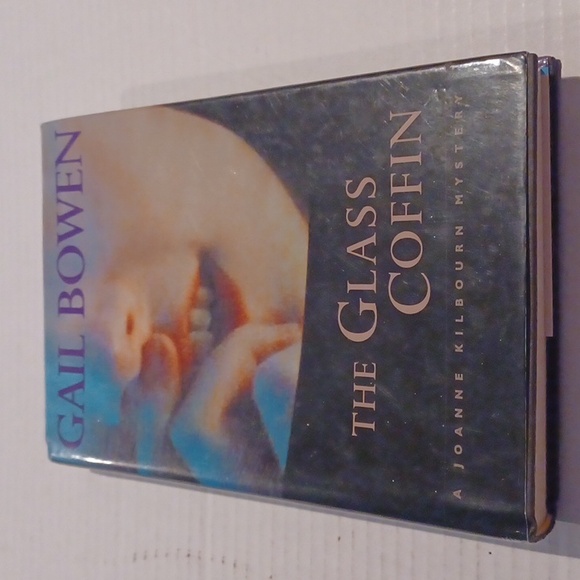 GAIL BOWEN
THE GLASS
COFFIN
A JOANNE KILBOURN MYSTERY